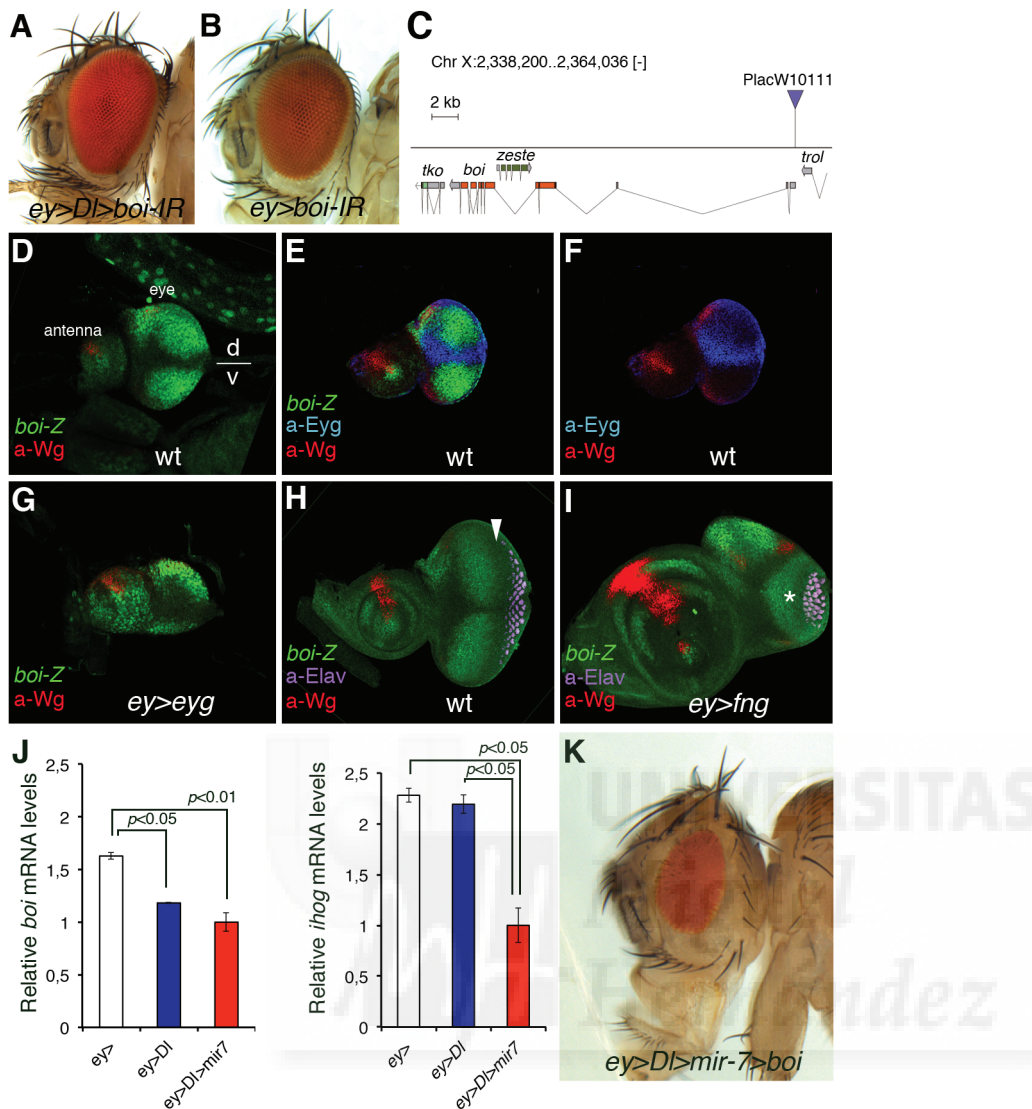 A
ey>Dl>boi-IR
B
ey>boi-IR
C
Chr X:2,338,200..2,364,036 [-]
PlacW10111
2 kb
zeste
tko
boi
trol
D
eye
antenna
d
v
boi-Z
a-Wg
wt
E
boi-Z
a-Eyg
a-Wg
wt
F
a-Eyg
a-Wg
wt
G
boi-Z
a-Wg
ey>eyg
H
boi-Z
a-Elav
a-Wg
wt
I
*
boi-Z
a-Elav
a-Wg
ey>fng
J
Relative boi mRNA levels
2,5
2
1,5
1
0,5
0
p<0.01
p<0.05
ey>
ey>Dl
ey>Dl>mir7
Relative ihog mRNA levels
2,5
2
1,5
1
0,5
0
p<0.05
p<0.05
ey>
ey>Dl
ey>Dl>mir7
K
ey>Dl>mir-7>boi
UNIVERSITAS
Miguel
Hernández